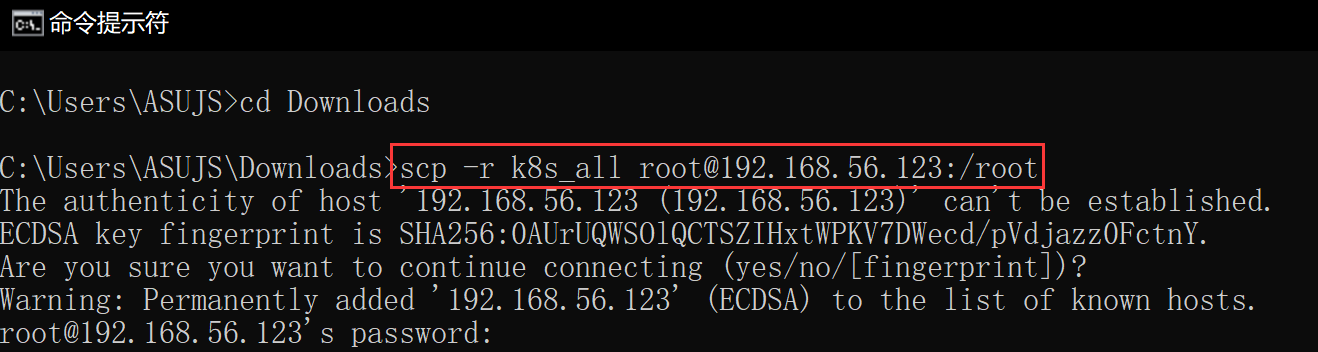 命令提示符
C:\Users\ASUJS>cd Downloads
C:\Users\ASUJS\Downloads>scp -r k8s_all root@192.168.56.123:/root
The authenticity of host '192.168.56.123 (192.168.56.123)' can't be established.
ECDSA key fingerprint is SHA256:OAUrUQWSOlQCTSZIHxtWPKV7DWecd/pVdjazz0FctnY.
Are you sure you want to continue connecting (yes/no/[fingerprint])?
Warning: Permanently added '192.168.56.123' (ECDSA) to the list of known hosts.
root@192.168.56.123's password: